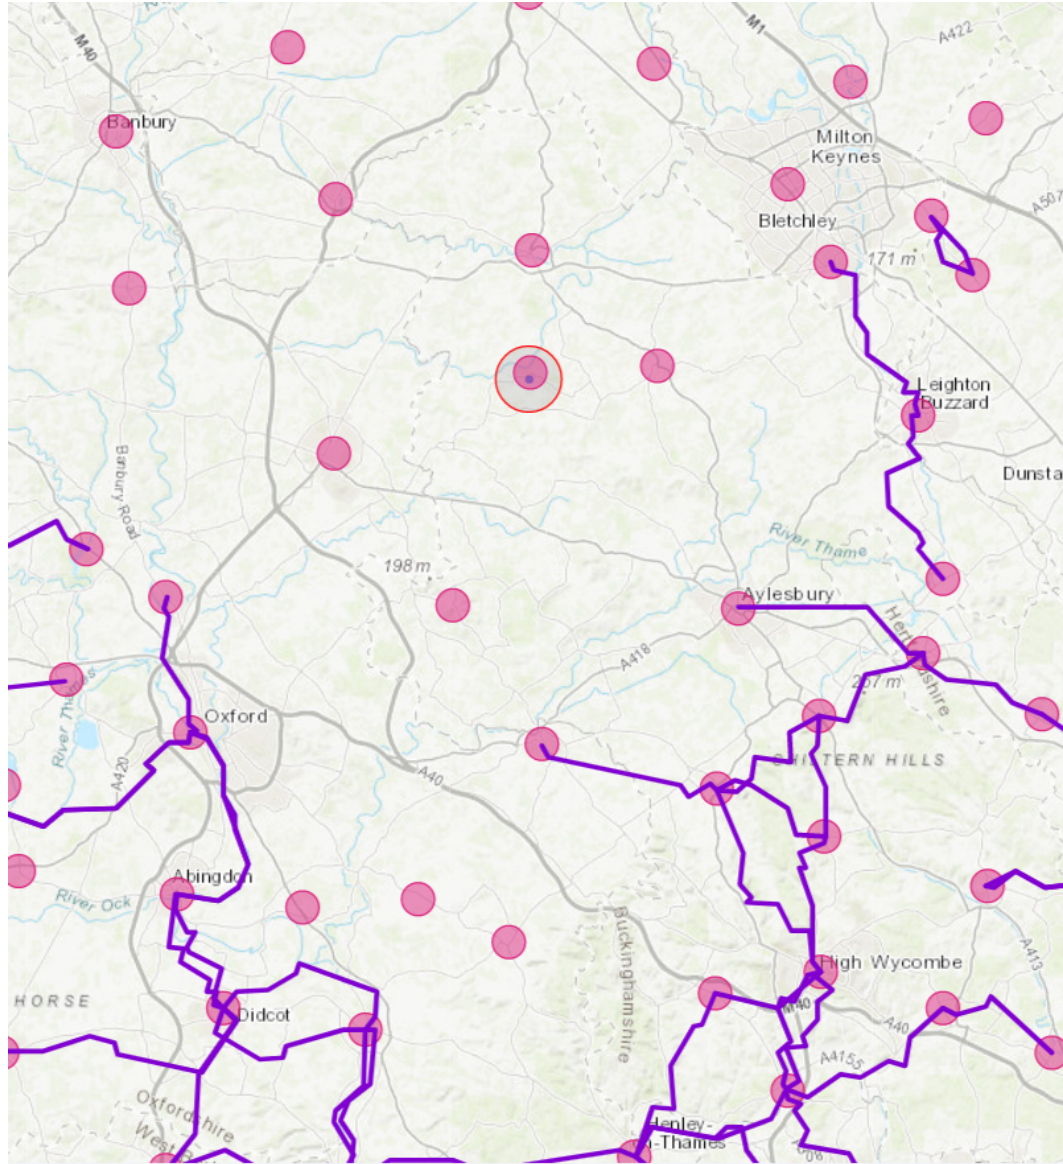 M1
A422
M40
Banbury
Milton
Keynes
A507
Bletchley
171 m
Leighton
Buzzard
Banbury Road
Dunsta
River Thame
198 m
Aylesbury
Hertfordshire
A418
257 m
River Thames
Oxford
A420
CHILTERN HILLS
A40
Abingdon
River Ock
Buckinghamshire
A413
High Wycombe
HORSE
Didcot
M40
A40
A4155
Oxfordshire
Henley-
on-Thames